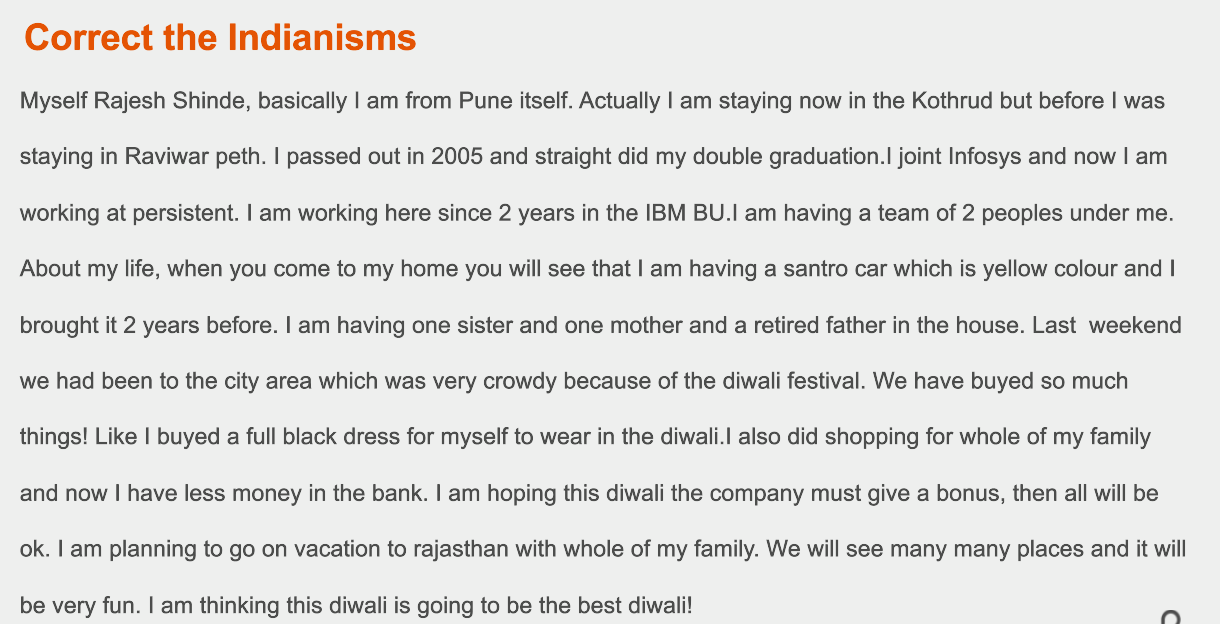 Correct the Indianisms
Myself Rajesh Shinde, basically I am from Pune itself. Actually I am staying now in the Kothrud but before I was
staying in Raviwar peth. I passed out in 2005 and straight did my double graduation.I joint Infosys and now I am
working at persistent. I am working here since 2 years in the IBM BU.I am having a team of 2 peoples under me.
About my life, when you come to my home you will see that I am having a santro car which is yellow colour and I
brought it 2 years before. I am having one sister and one mother and a retired father in the house. Last  weekend
we had been to the city area which was very crowdy because of the diwali festival. We have buyed so much
things! Like I buyed a full black dress for myself to wear in the diwali.I also did shopping for whole of my family
and now I have less money in the bank. I am hoping this diwali the company must give a bonus, then all will be
ok. I am planning to go on vacation to rajasthan with whole of my family. We will see many many places and it will
be very fun. I am thinking this diwali is going to be the best diwali!